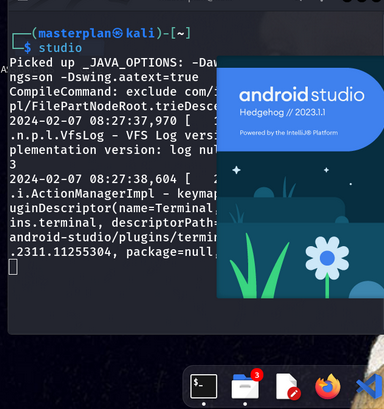 ┌──(masterplan㉿kali)-[~]
└─$ studio
Picked up _JAVA_OPTIONS: -Daw
ngs=on -Dswing.aatext=true
CompileCommand: exclude com/i
pl/FilePartNodeRoot.trieDesce
2024-02-07 08:27:37,970 [
.n.p.l.VfsLog - VFS Log versi
plementation version: log nul
3
2024-02-07 08:27:38,604 [
.i.ActionManagerImpl - keymap
uginDescriptor(name=Terminal,
ins.terminal, descriptorPath=
android-studio/plugins/termin
.2311.11255304, package=null,
android studio
Hedgehog // 2023.1.1
Powered by the IntelliJ® Platform
$_
3